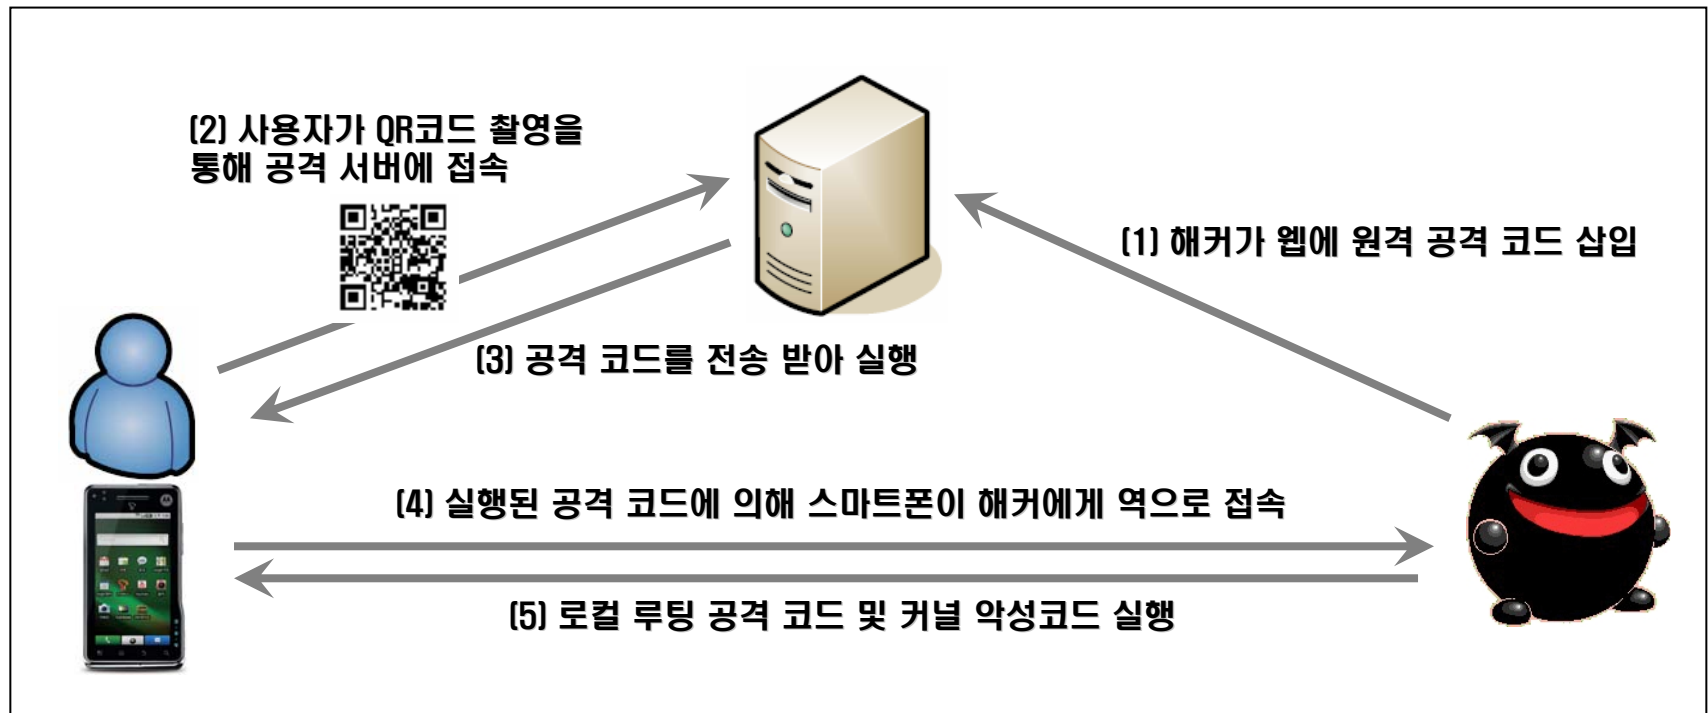 (2) 사용자가 QR코드 촬영을
통해 공격 서버에 접속
(1) 해커가 웹에 원격 공격 코드 삽입
(3) 공격 코드를 전송 받아 실행
(4) 실행된 공격 코드에 의해 스마트폰이 해커에게 역으로 접속
(5) 로컬 루팅 공격 코드 및 커널 악성코드 실행